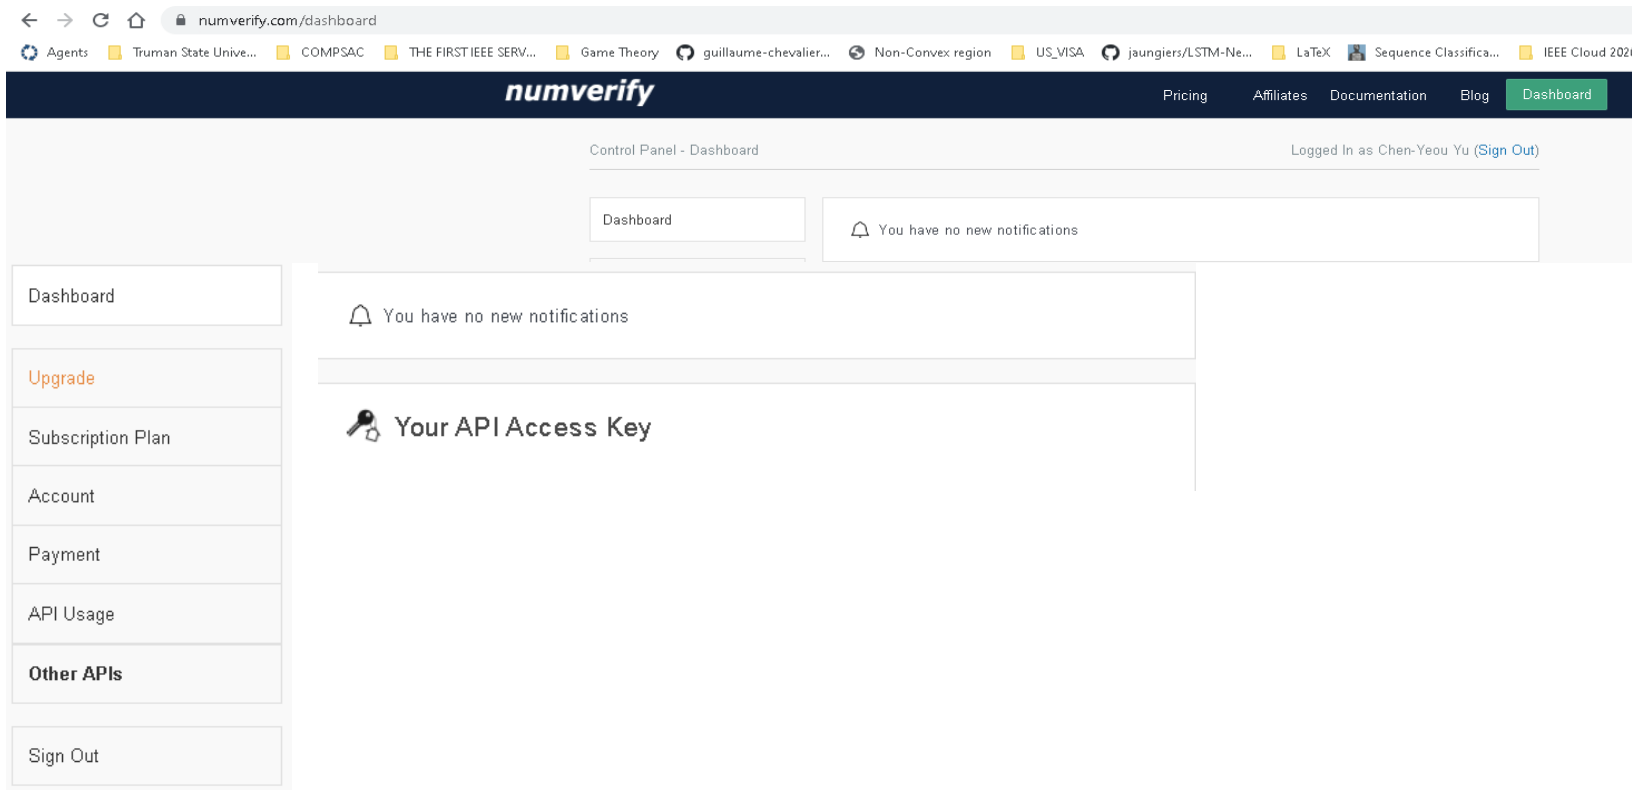 numverify.com/dashboard
Agents Truman State Unive... COMPSAC THE FIRST IEEE SERV... Game Theory guillaume-chevalier... Non-Convex region US_VISA jaungiers/LSTM-Ne... LaTeX Sequence Classifica... IEEE Cloud 202
numverify Pricing Affiliates Documentation Blog Dashboard
Control Panel - Dashboard Logged In as Chen-Yeou Yu (Sign Out)
Dashboard You have no new notifications
Dashboard
You have no new notifications
Upgrade
Your API Access Key
Subscription Plan
Account
Payment
API Usage
Other APIs
Sign Out